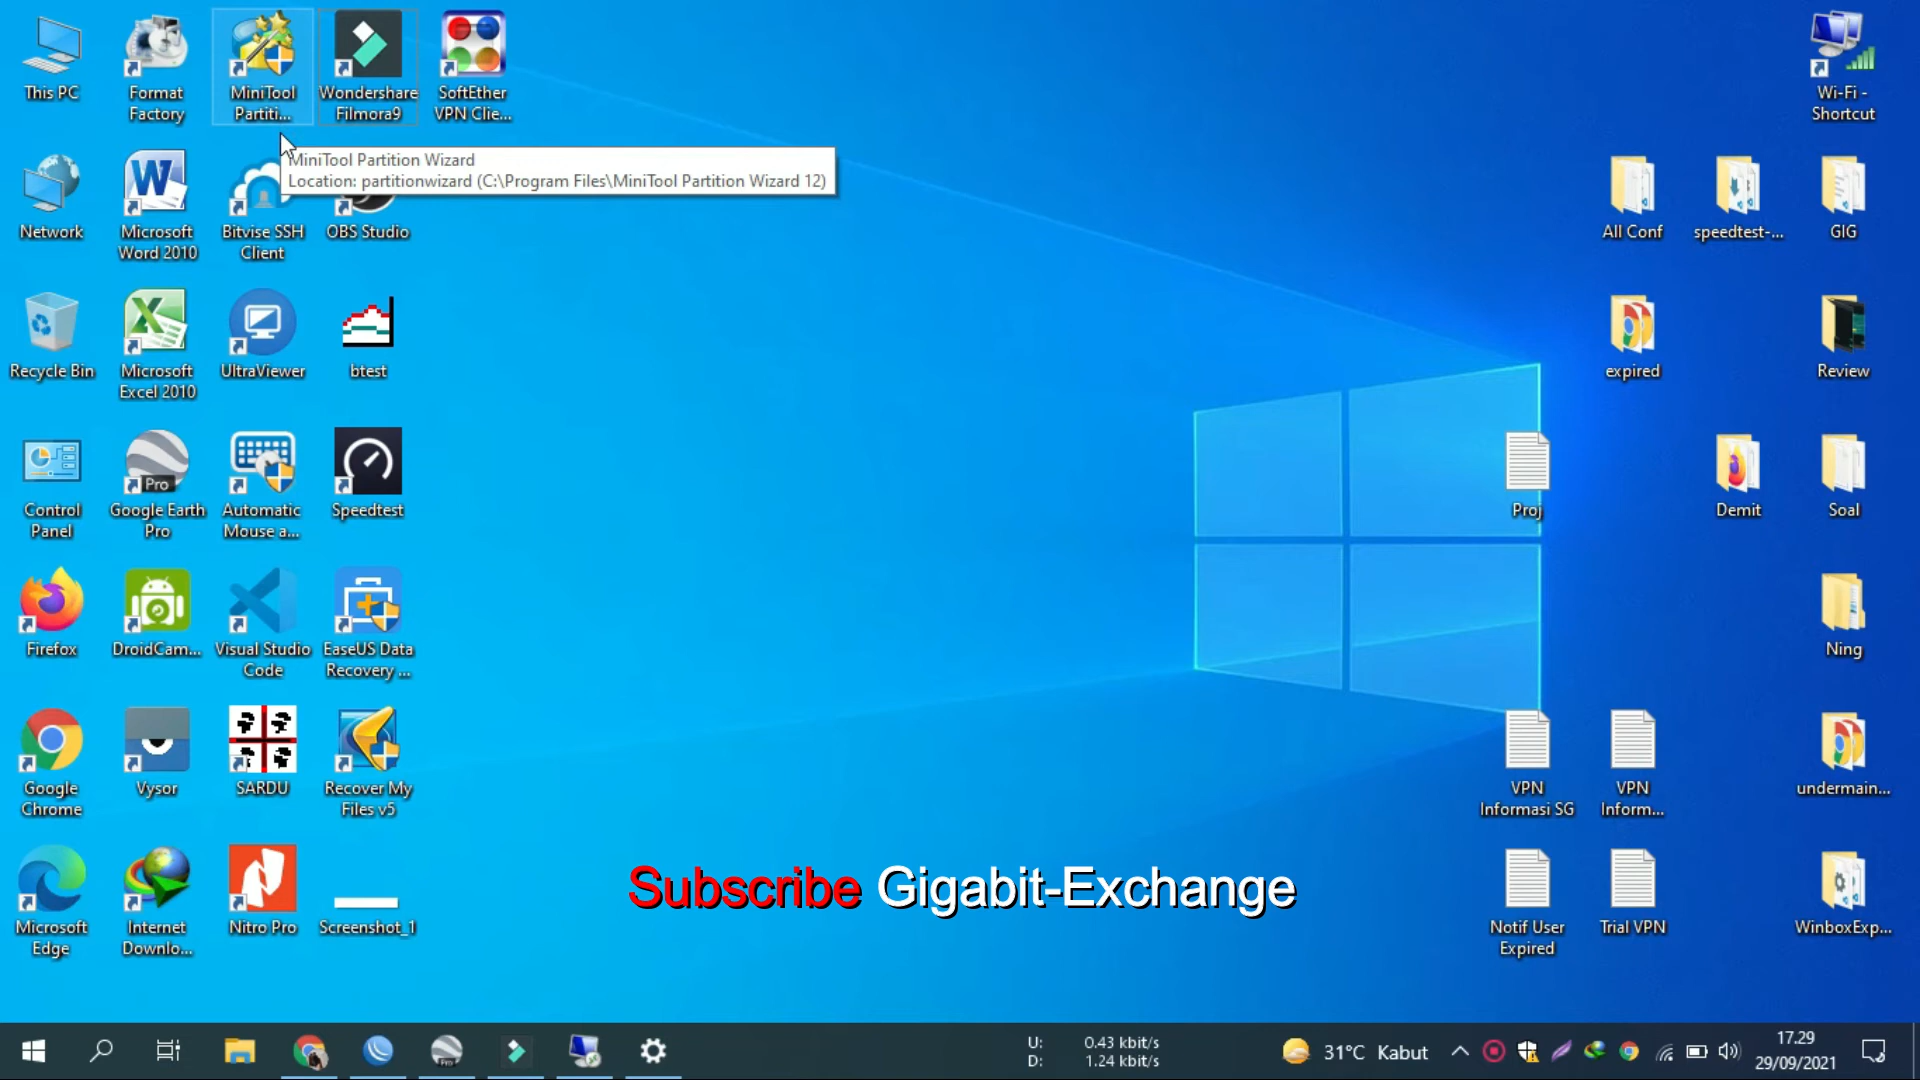 This PC
Format
Factory
MiniTool
Partiti...
Wondershare
Filmora9
SoftEther
VPN Clie...
Wi-Fi -
Shortcut
MiniTool Partition Wizard
Location: partitionwizard (C:\Program Files\MiniTool Partition Wizard 12)
Network
Microsoft
Word 2010
Bitvise SSH
Client
OBS Studio
All Conf
speedtest-...
GIG
Recycle Bin
Microsoft
Excel 2010
UltraViewer
btest
expired
Review
Control
Panel
Pro
Google Earth
Pro
Automatic
Mouse a...
Speedtest
Proj
Demit
Soal
Firefox
DroidCam...
Visual Studio
Code
EaseUS Data
Recovery ...
Ning
Google
Chrome
Vysor
SARDU
Recover My
Files v5
VPN
Informasi SG
VPN
Inform...
undermain...
Microsoft
Edge
Internet
Downlo...
Nitro Pro
Screenshot_1
Subscribe Gigabit-Exchange
Notif User
Expired
Trial VPN
WinboxExp...
U: 0.43 kbit/s
D: 1.24 kbit/s
31°C Kabut
17.29
29/09/2021